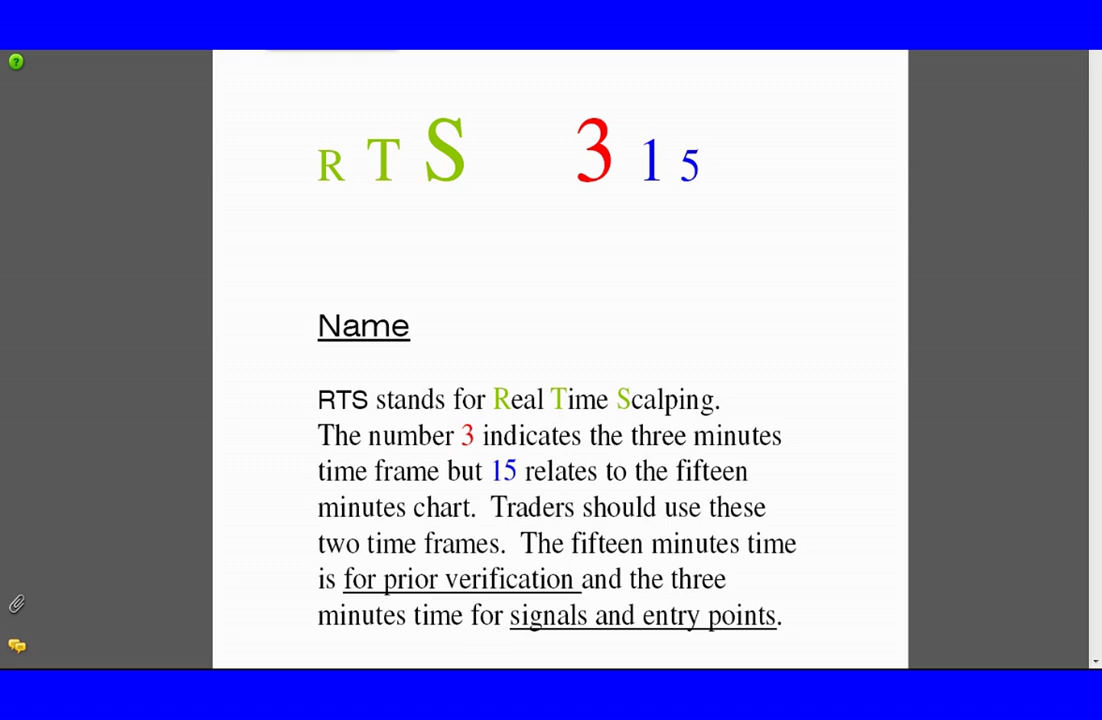 R T S 3 1 5
Name
RTS stands for Real Time Scalping.
The number 3 indicates the three minutes
time frame but 15 relates to the fifteen
minutes chart. Traders should use these
two time frames. The fifteen minutes time
is for prior verification and the three
minutes time for signals and entry points.